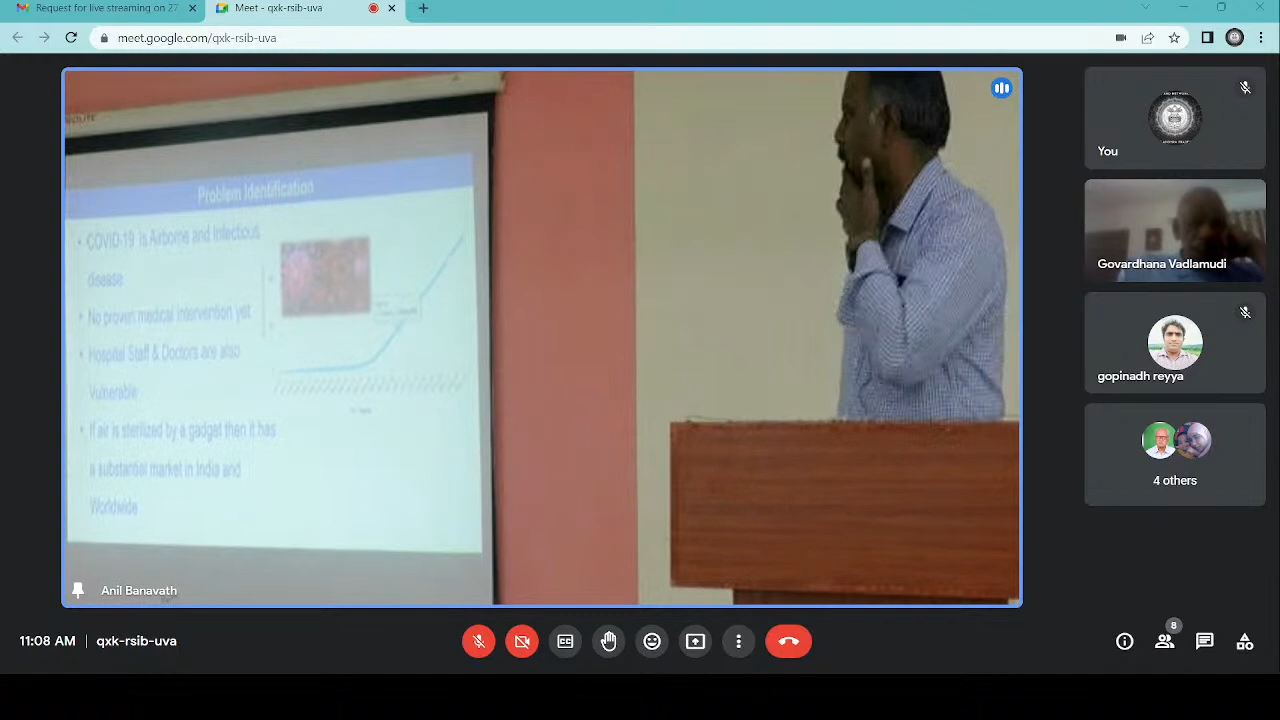 Request for live streaming on 27
Meet - qxk-rsib-uva
meet.google.com/qxk-rsib-uva
Problem Identification
• COVID-19 is Airborne and Infectious
disease
• No proven medical intervention yet
• Hospital Staff & Doctors are also
Vulnerable
• If air is sterilized by a gadget then it has
a substantial market in India and
Worldwide
Anil Banavath
You
Govardhana Vadlamudi
gopinadh reyya
4 others
11:08 AM
qxk-rsib-uva
8